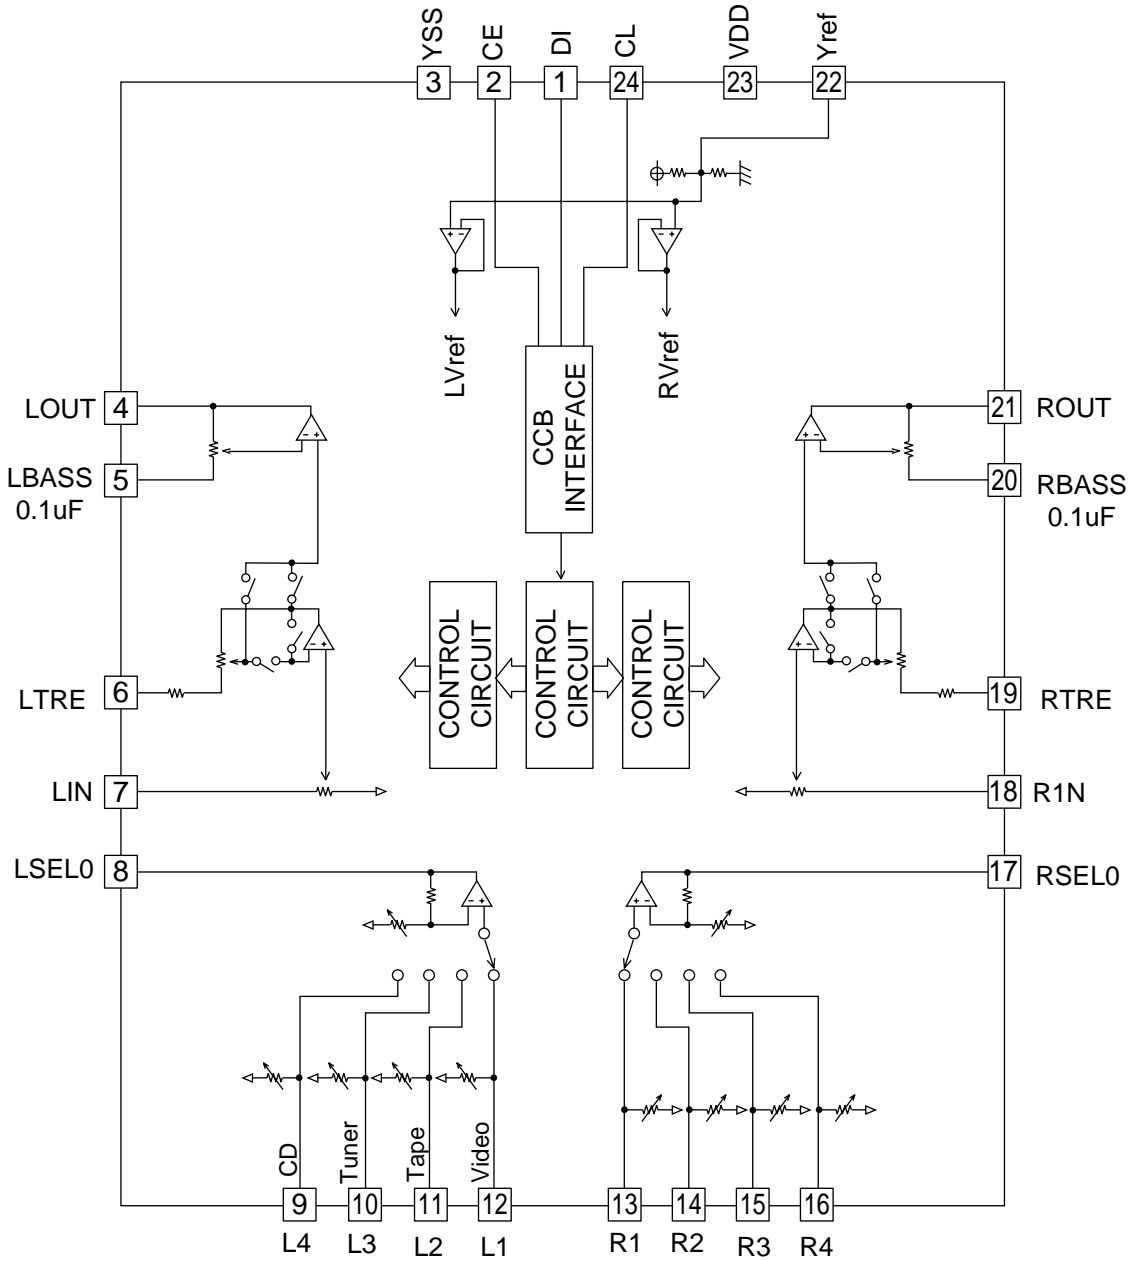 YSS
CE
DI
CL
VDD
Yref
3
2
1
24
23
22
+ −
− +
LVref
RVref
CCB
INTERFACE
LOUT
4
− +
+ −
21
ROUT
LBASS
0.1uF
5
20
RBASS
0.1uF
− +
+ −
LTRE
6
CONTROL
CIRCUIT
CONTROL
CIRCUIT
CONTROL
CIRCUIT
19
RTRE
LIN
7
18
R1N
LSEL0
8
17
RSEL0
− +
+ −
CD
Tuner
Tape
Video
9
10
11
12
13
14
15
16
L4
L3
L2
L1
R1
R2
R3
R4